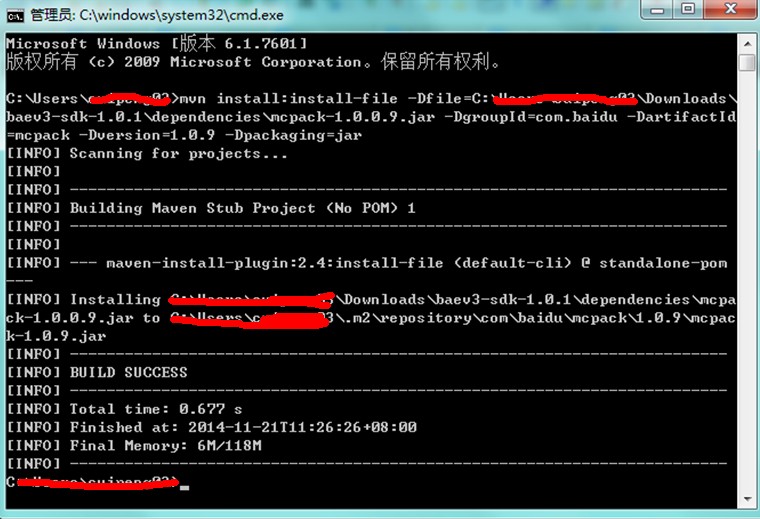 管理员: C:\windows\system32\cmd.exe
Microsoft Windows [版本 6.1.7601]
版权所有 (c) 2009 Microsoft Corporation。保留所有权利。
C:\Users\>mvn install:install-file -Dfile=C:\\Downloads\
baev3-sdk-1.0.1\dependencies\mcpack-1.0.0.9.jar -DgroupId=com.baidu -DartifactId
=mcpack -Dversion=1.0.9 -Dpackaging=jar
[INFO] Scanning for projects...
[INFO]
[INFO] ------------------------------------------------------------------------
[INFO] Building Maven Stub Project (No POM) 1
[INFO] ------------------------------------------------------------------------
[INFO]
[INFO] --- maven-install-plugin:2.4:install-file (default-cli) @ standalone-pom
---
[INFO] Installing \Downloads\baev3-sdk-1.0.1\dependencies\mcpa
ck-1.0.0.9.jar to \.m2\repository\com\baidu\mcpack\1.0.9\mcpac
k-1.0.9.jar
[INFO] ------------------------------------------------------------------------
[INFO] BUILD SUCCESS
[INFO] ------------------------------------------------------------------------
[INFO] Total time: 0.677 s
[INFO] Finished at: 2014-11-21T11:26:26+08:00
[INFO] Final Memory: 6M/118M
[INFO] ------------------------------------------------------------------------